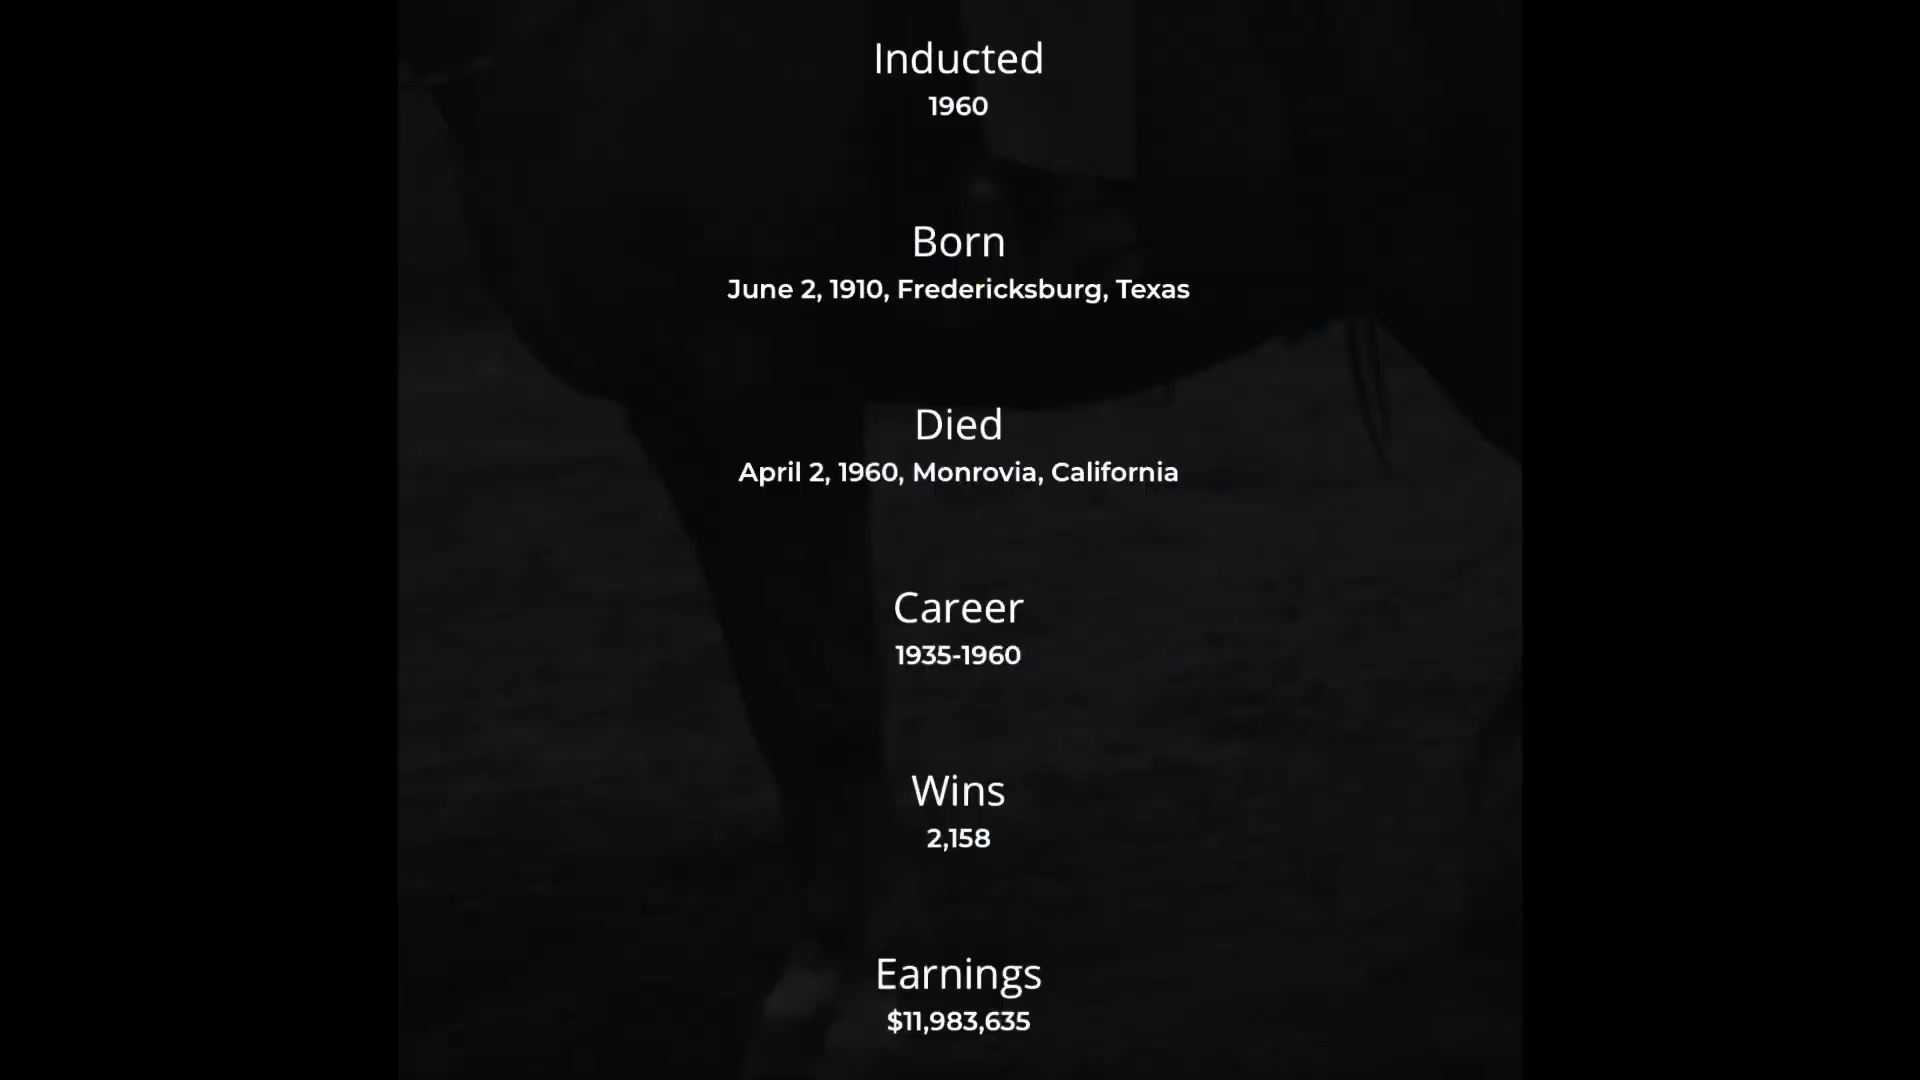 Inducted
1960
Born
June 2, 1910, Fredericksburg, Texas
Died
April 2, 1960, Monrovia, California
Career
1935-1960
Wins
2,158
Earnings
$11,983,635